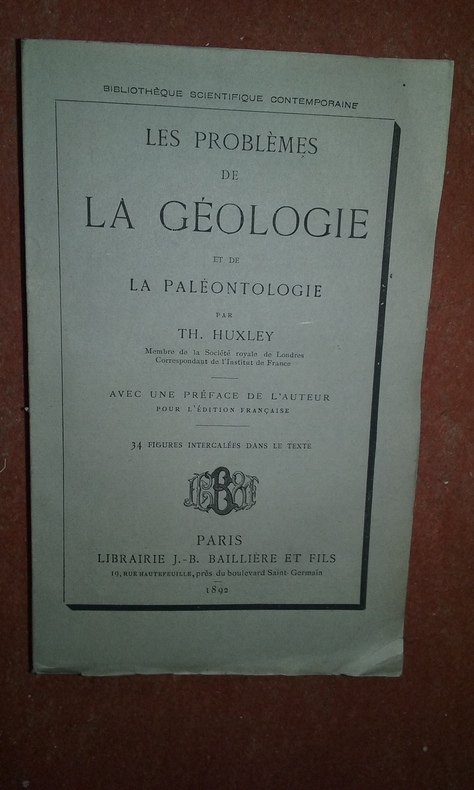 BIBLIOTHÈQUE SCIENTIFIQUE CONTEMPORAINE
LES PROBLÈMES
DE
LA GÉOLOGIE
ET DE
LA PALÉONTOLOGIE
PAR
TH. HUXLEY
Membre de la Société royale de Londres
Correspondant de l'Institut de France
AVEC UNE PRÉFACE DE L'AUTEUR
POUR L'ÉDITION FRANÇAISE
34 FIGURES INTERCALÉES DANS LE TEXTE
PARIS
LIBRAIRIE J.-B. BAILLIÈRE ET FILS
19, RUE HAUTEFEUILLE, près du boulevard Saint-Germain
1892